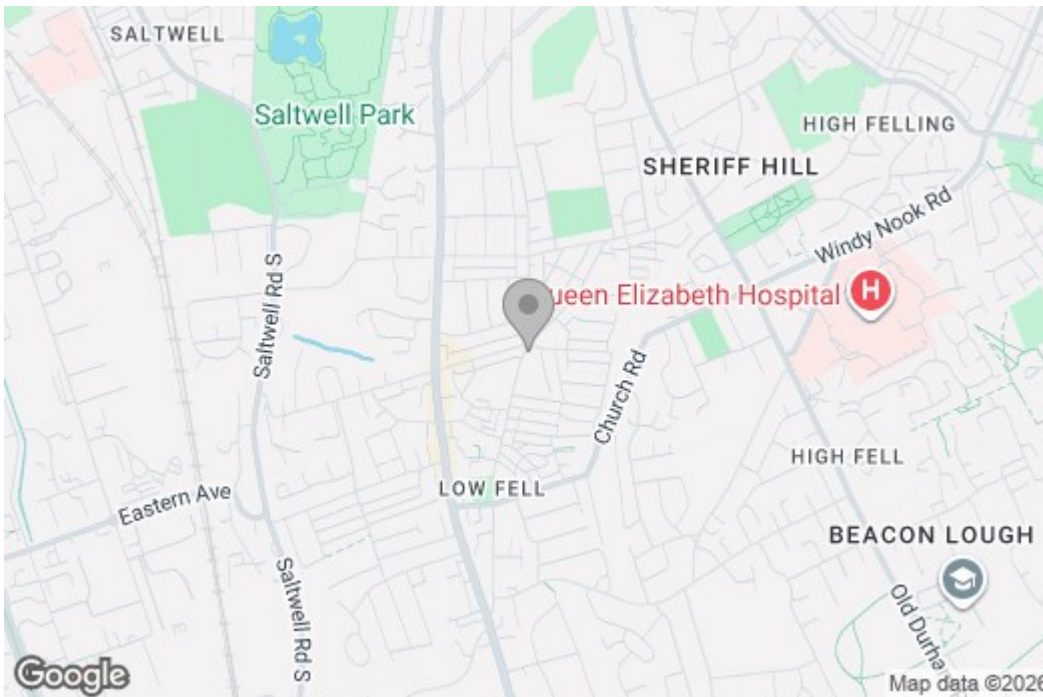 SALTWELL
Saltwell Park
HIGH FELLING
SHERIFF HILL
Windy Nook Rd
ueen Elizabeth Hospital
H
Saltwell Rd S
Church Rd
HIGH FELL
LOW FELL
Eastern Ave
BEACON LOUGH
Saltwell Rd S
Old Durha
Google
Map data ©2026